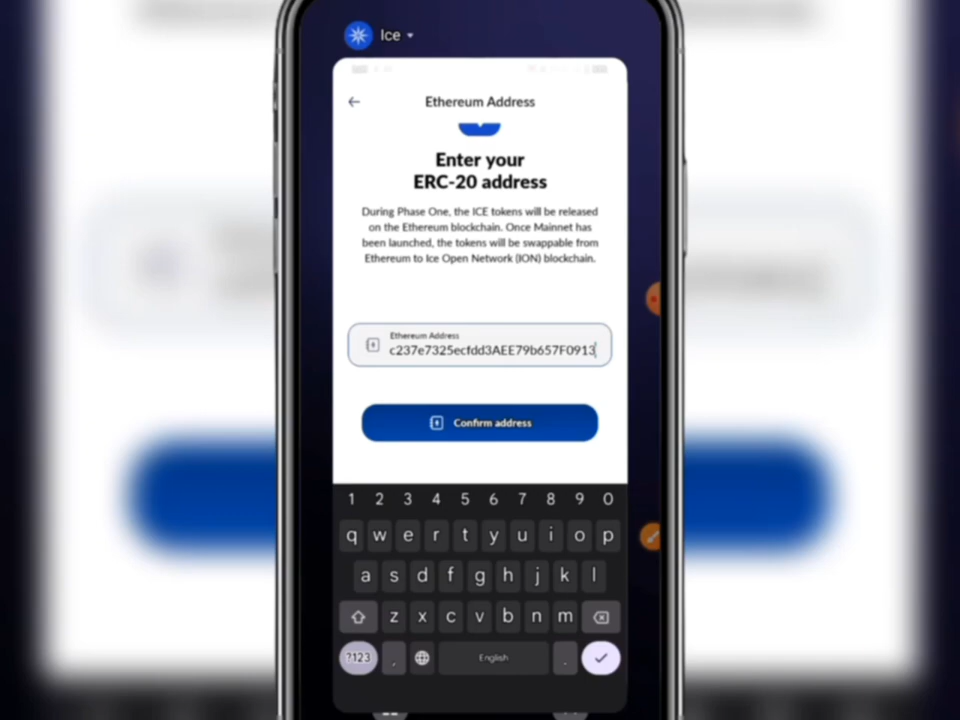 Ice
Ethereum Address
Enter your
ERC-20 address
During Phase One, the ICE tokens will be released
on the Ethereum blockchain. Once Mainnet has
been launched, the tokens will be swappable from
Ethereum to Ice Open Network (ION) blockchain.
Ethereum Address
c237e7325ecfdd3AEE79b657F0913
Confirm address
1 2 3 4 5 6 7 8 9 0
q w e r t y u i o p
a s d f g h j k l
z x c v b n m
?123 , English .